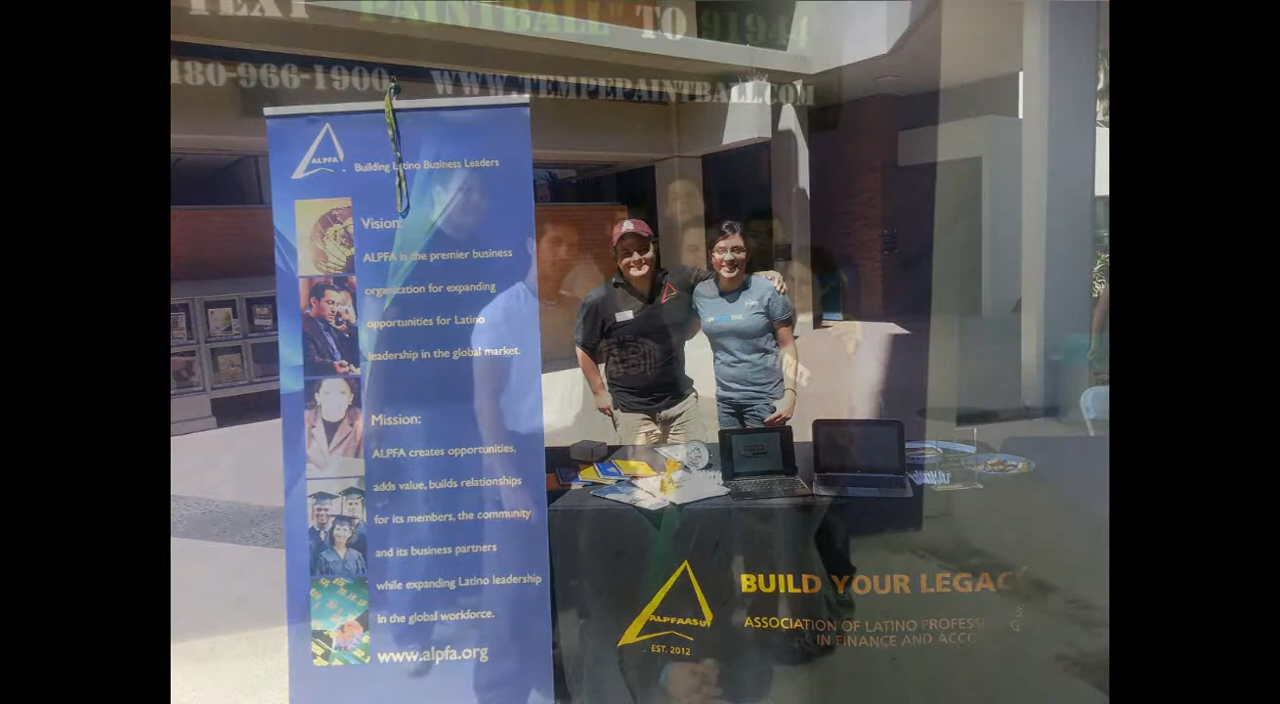 TEXT "PAINTBALL" TO 91944
480-966-1900 WWW.TEMPEPAINTBALL.COM
ALPFA
Building Latino Business Leaders
Vision:
ALPFA is the premier business
organization for expanding
opportunities for Latino
leadership in the global market.
Mission:
ALPFA creates opportunities,
adds value, builds relationships
for its members, the community
and its business partners
while expanding Latino leadership
in the global workforce.
www.alpfa.org
ALPFAASU
EST. 2012
BUILD YOUR LEGAC
ASSOCIATION OF LATINO PROFESS
IN FINANCE AND ACCO